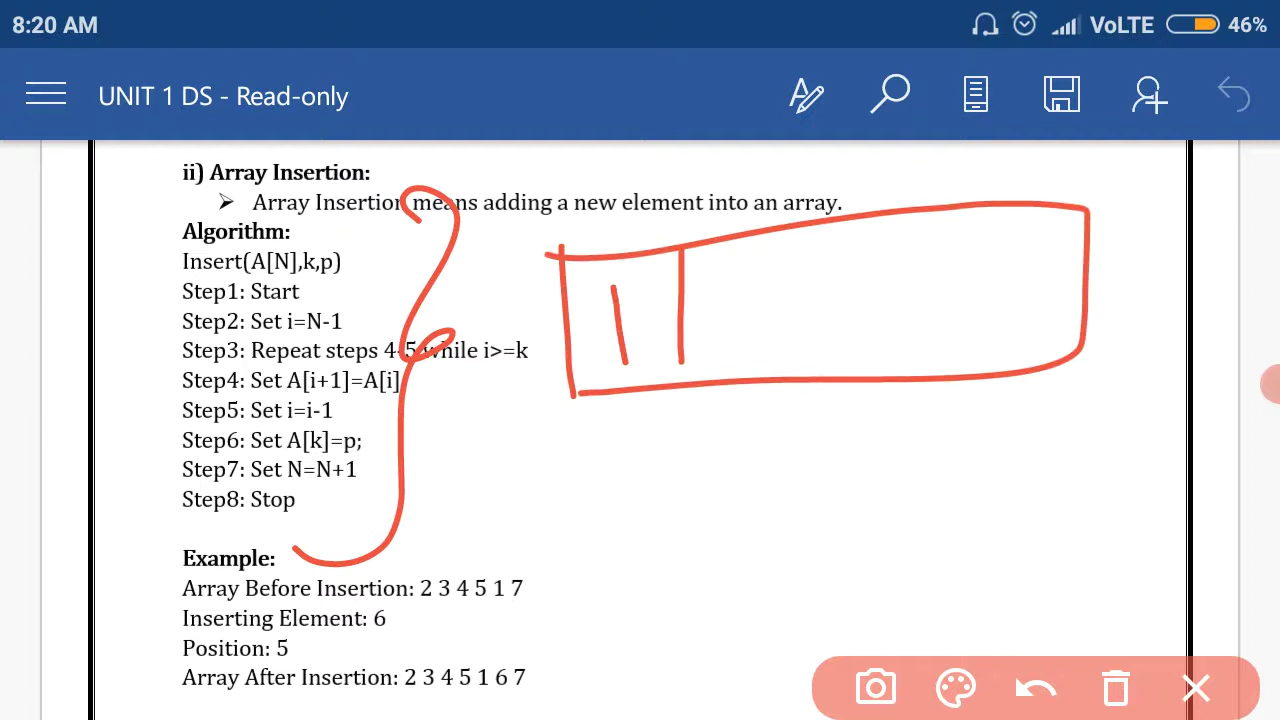 8:20 AM VoLTE 46%
UNIT 1 DS - Read-only
ii) Array Insertion:
➢ Array Insertion means adding a new element into an array.
Algorithm:
Insert(A[N],k,p)
Step1: Start
Step2: Set i=N-1
Step3: Repeat steps 4-5 while i>=k
Step4: Set A[i+1]=A[i]
Step5: Set i=i-1
Step6: Set A[k]=p;
Step7: Set N=N+1
Step8: Stop
Example:
Array Before Insertion: 2 3 4 5 1 7
Inserting Element: 6
Position: 5
Array After Insertion: 2 3 4 5 1 6 7